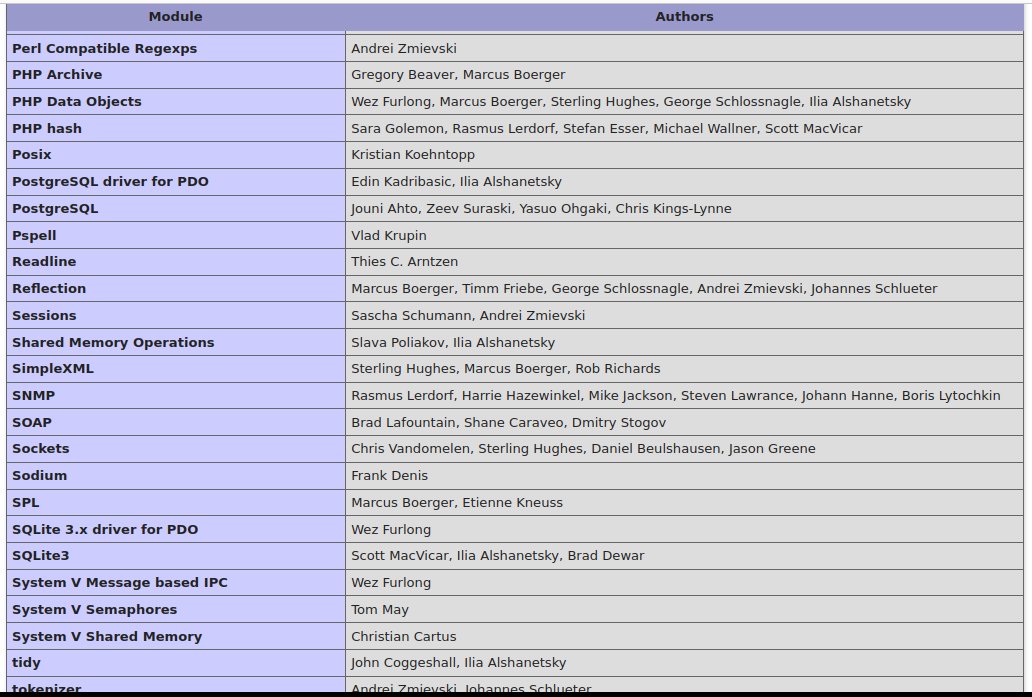 Module Authors
Perl Compatible Regexps Andrei Zmievski
PHP Archive Gregory Beaver, Marcus Boerger
PHP Data Objects Wez Furlong, Marcus Boerger, Sterling Hughes, George Schlossnagle, Ilia Alshanetsky
PHP hash Sara Golemon, Rasmus Lerdorf, Stefan Esser, Michael Wallner, Scott MacVicar
Posix Kristian Koehntopp
PostgreSQL driver for PDO Edin Kadribasic, Ilia Alshanetsky
PostgreSQL Jouni Ahto, Zeev Suraski, Yasuo Ohgaki, Chris Kings-Lynne
Pspell Vlad Krupin
Readline Thies C. Arntzen
Reflection Marcus Boerger, Timm Friebe, George Schlossnagle, Andrei Zmievski, Johannes Schlueter
Sessions Sascha Schumann, Andrei Zmievski
Shared Memory Operations Slava Poliakov, Ilia Alshanetsky
SimpleXML Sterling Hughes, Marcus Boerger, Rob Richards
SNMP Rasmus Lerdorf, Harrie Hazewinkel, Mike Jackson, Steven Lawrance, Johann Hanne, Boris Lytochkin
SOAP Brad Lafountain, Shane Caraveo, Dmitry Stogov
Sockets Chris Vandomelen, Sterling Hughes, Daniel Beulshausen, Jason Greene
Sodium Frank Denis
SPL Marcus Boerger, Etienne Kneuss
SQLite 3.x driver for PDO Wez Furlong
SQLite3 Scott MacVicar, Ilia Alshanetsky, Brad Dewar
System V Message based IPC Wez Furlong
System V Semaphores Tom May
System V Shared Memory Christian Cartus
tidy John Coggeshall, Ilia Alshanetsky
tokenizer Andrei Zmievski, Johannes Schlueter